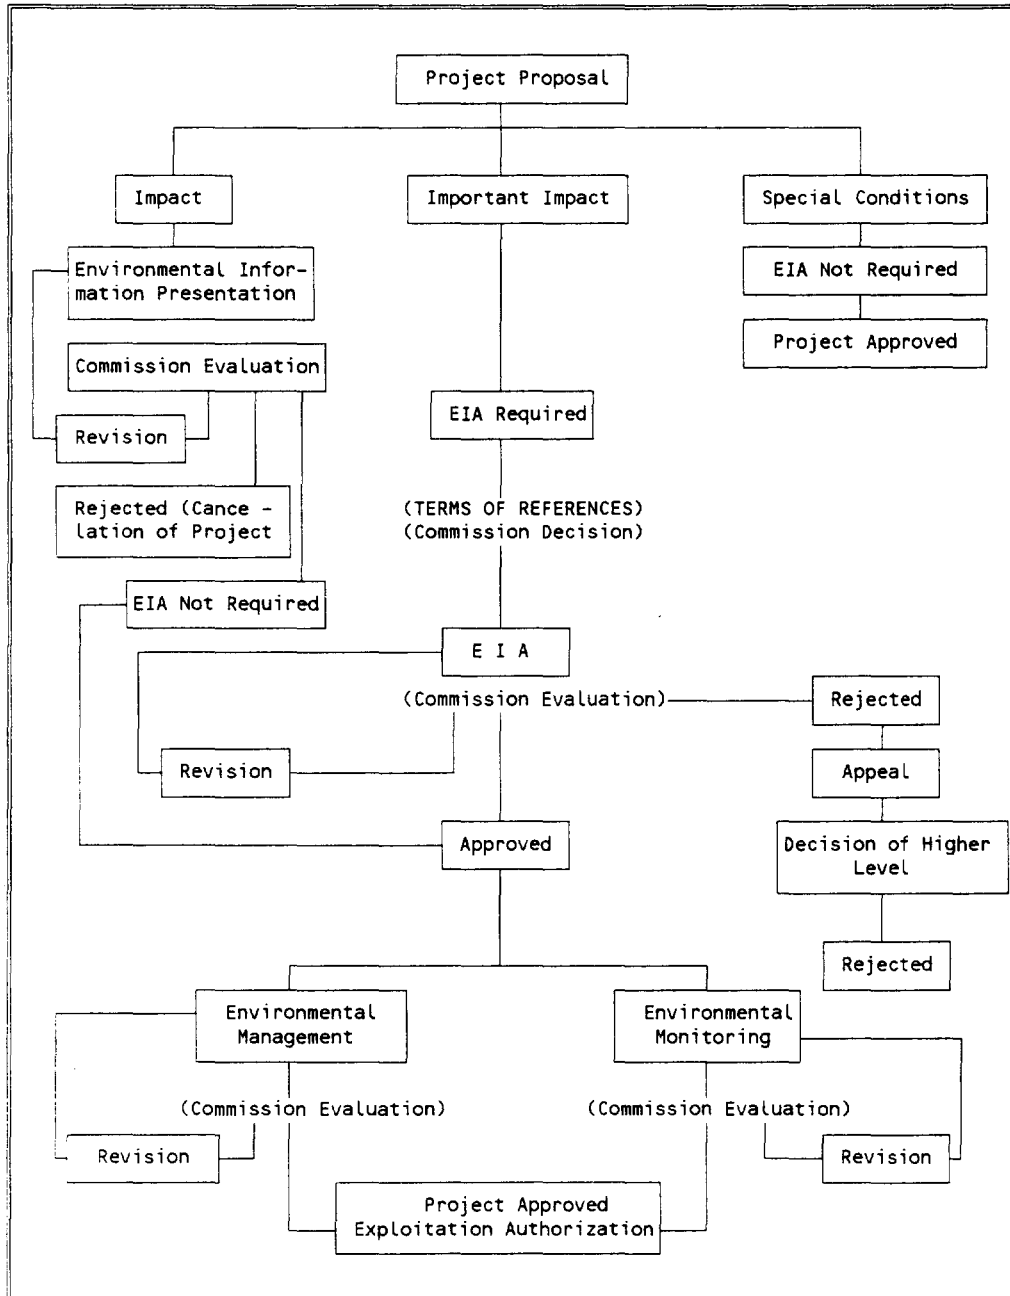 Project Proposal
Impact
Important Impact
Special Conditions
Environmental Infor-
mation Presentation
EIA Not Required
Project Approved
Commission Evaluation
EIA Required
Revision
Rejected (Cance -
lation of Project
(TERMS OF REFERENCES)
(Commission Decision)
EIA Not Required
E I A
(Commission Evaluation)
Rejected
Revision
Appeal
Approved
Decision of Higher
Level
Rejected
Environmental
Management
Environmental
Monitoring
(Commission Evaluation)
(Commission Evaluation)
Revision
Revision
Project Approved
Exploitation Authorization